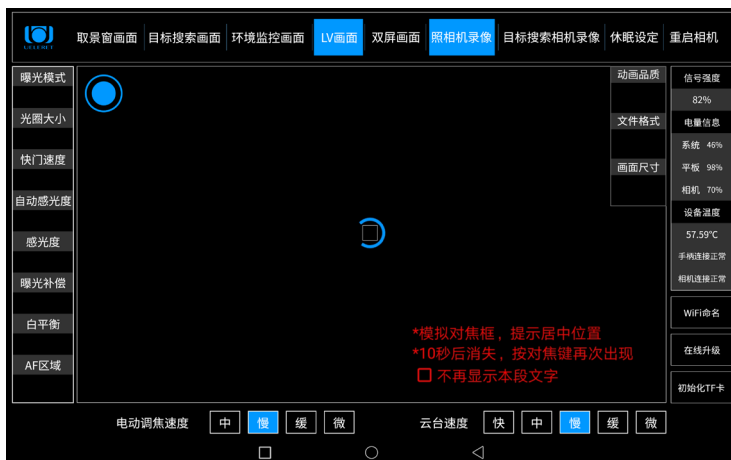 取景窗画面 目标搜索画面 环境监控画面 LV画面 双屏画面 照相机录像 目标搜索相机录像 休眠设定 重启相机
曝光模式
光圈大小
快门速度
自动感光度
感光度
曝光补偿
白平衡
AF区域
动画品质
文件格式
画面尺寸
信号强度
82%
电量信息
系统 46%
平板 98%
相机 70%
设备温度
57.59℃
手柄连接正常
相机连接正常
WiFi命名
在线升级
初始化TF卡
*模拟对焦框，提示居中位置
*10秒后消失，按对焦键再次出现
不再显示本段文字
电动调焦速度 中 慢 缓 微
云台速度 快 中 慢 缓 微